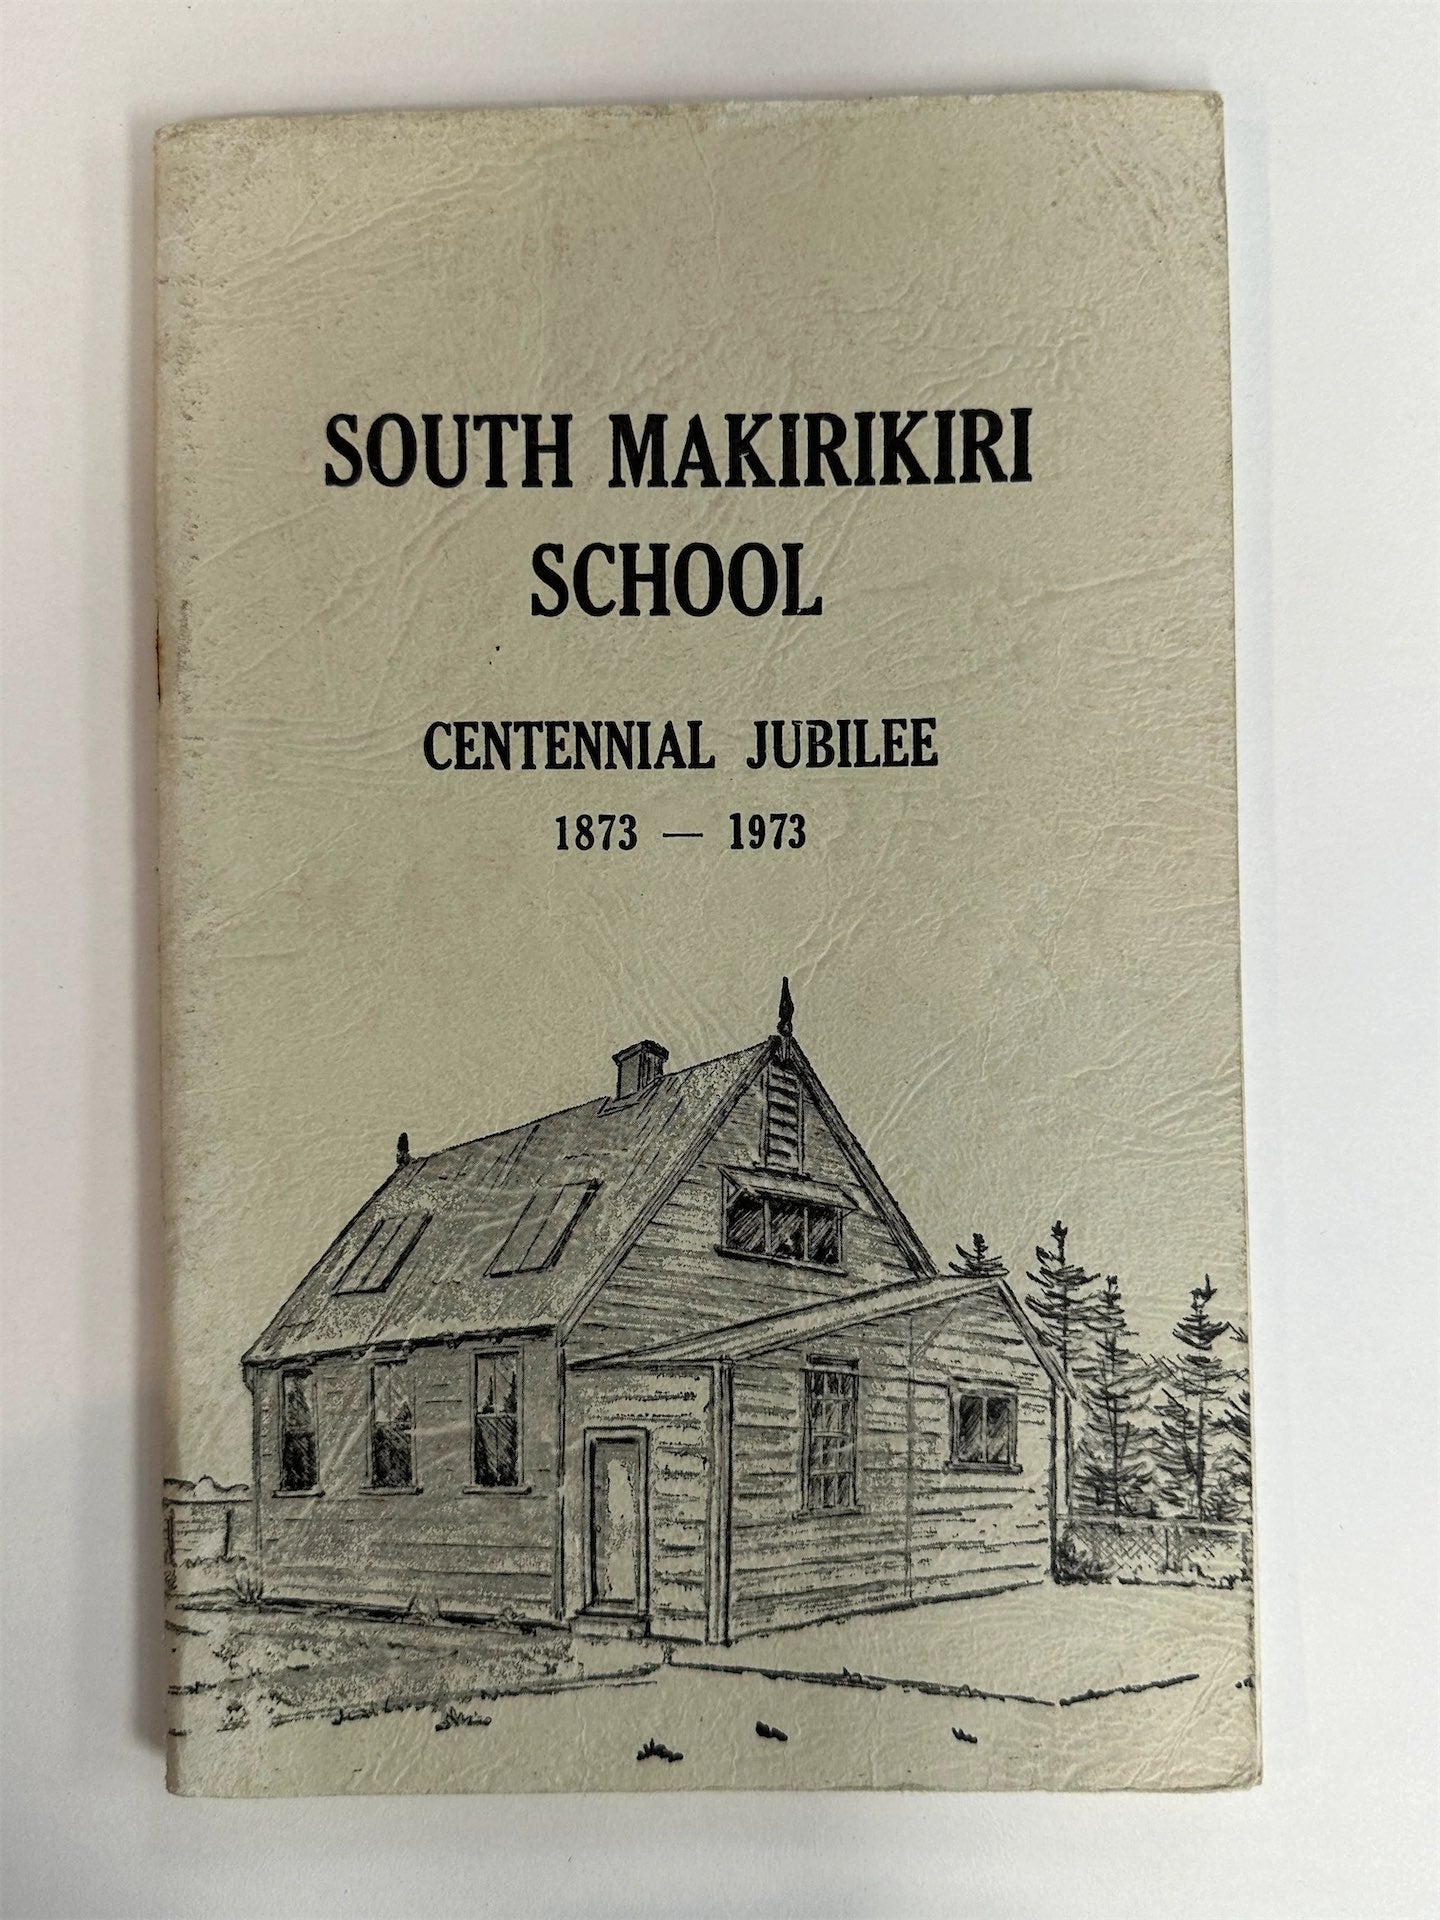 SOUTH MAKIRIKIRI
SCHOOL
CENTENNIAL JUBILEE
1873 — 1973